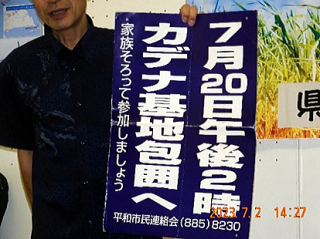 7月20日午後2時
カデナ基地包囲へ
家族そろって参加しましょう
平和市民連絡会 (885) 8230
県
2023. 7. 2 14:27